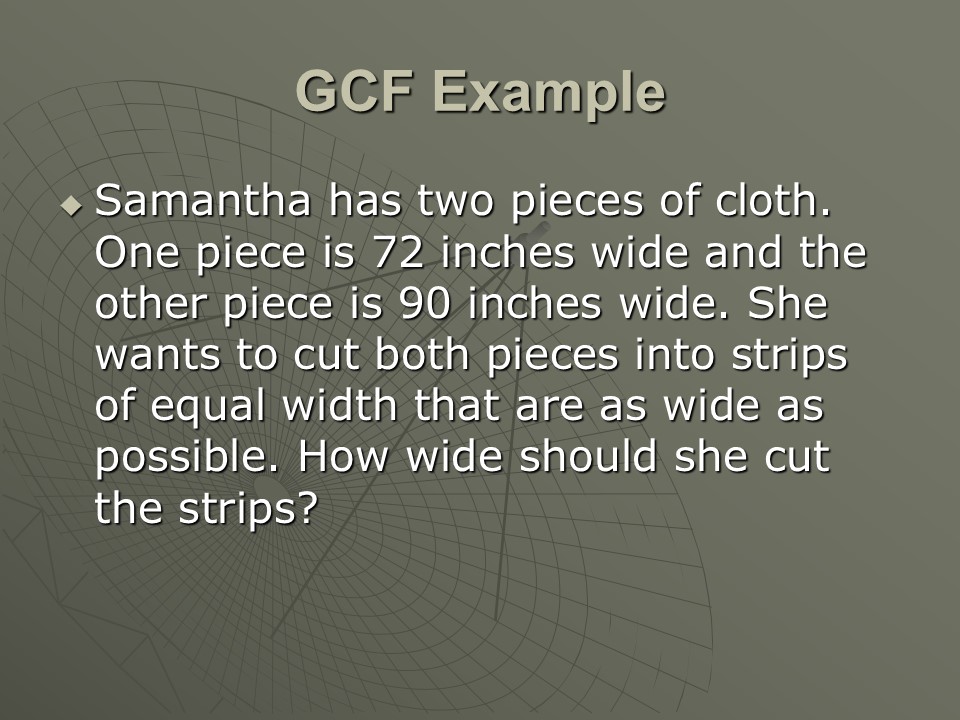 GCF Example
Samantha has two pieces of cloth.
One piece is 72 inches wide and the
other piece is 90 inches wide. She
wants to cut both pieces into strips
of equal width that are as wide as
possible. How wide should she cut
the strips?